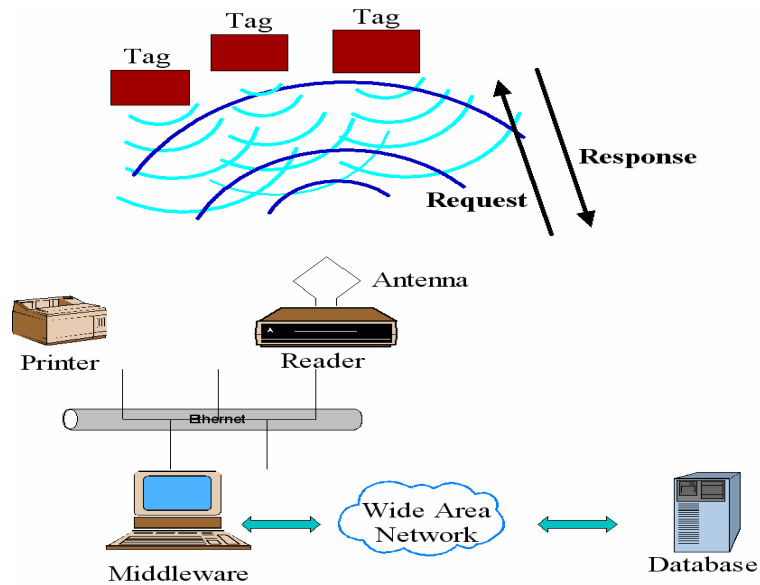 Tag
Tag
Tag
Response
Request
Antenna
Printer
Reader
Ethernet
Wide Area
Network
Middleware
Database